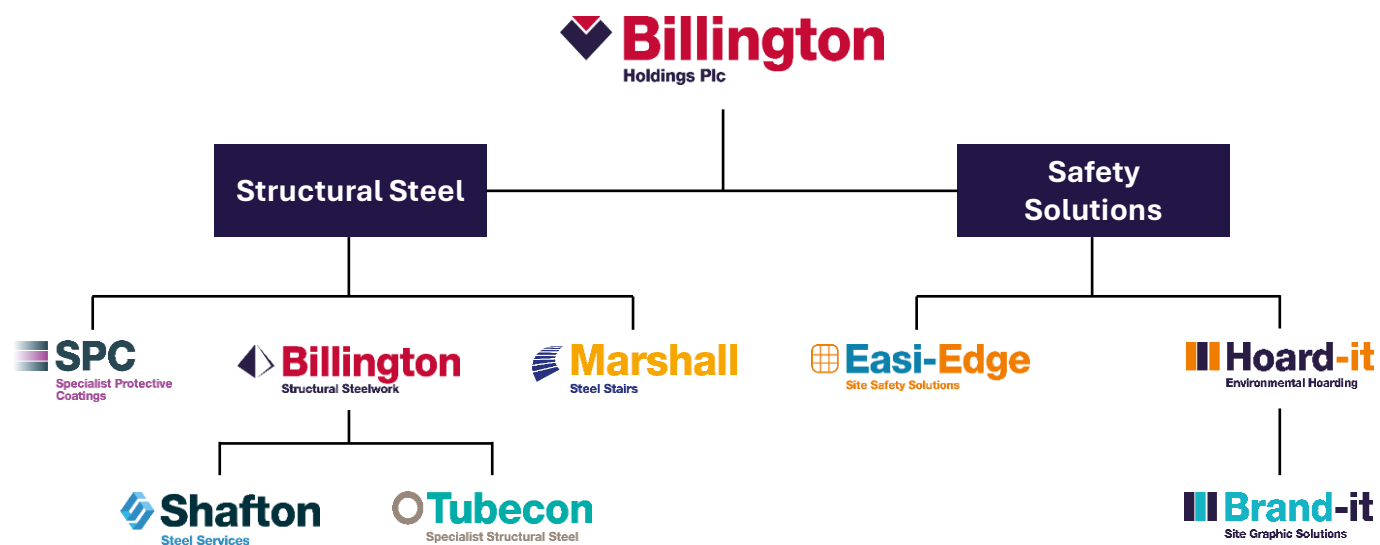 Billington
Holdings Plc
Structural Steel
Safety
Solutions
SPC
Specialist Protective
Coatings
Billington
Structural Steelwork
Marshall
Steel Stairs
Easi-Edge
Site Safety Solutions
Hoard-it
Environmental Hoarding
Shafton
Steel Services
Tubecon
Specialist Structural Steel
Brand-it
Site Graphic Solutions